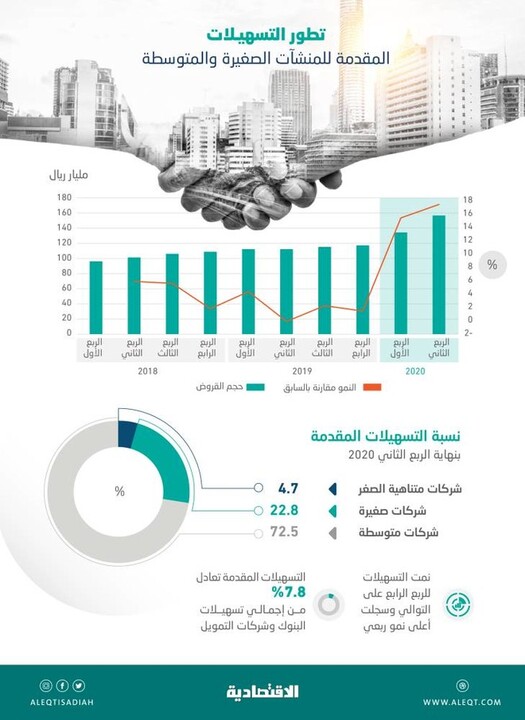 تطور التسهيلات
المقدمة للمنشآت الصغيرة والمتوسطة
مليار ريال
180
160
140
120
100
80
60
40
20
0
18
16
14
12
10
8
6
4
2
0
2-
%
الربع الأول
الربع الثاني
الربع الثالث
الربع الرابع
الربع الأول
الربع الثاني
الربع الثالث
الربع الرابع
الربع الأول
الربع الثاني
2018
2019
2020
حجم القروض
النمو مقارنة بالسابق
نسبة التسهيلات المقدمة
بنهاية الربع الثاني 2020
%
شركات متناهية الصغر 4.7
شركات صغيرة 22.8
شركات متوسطة 72.5
نمت التسهيلات
للربع الرابع على
التوالي وسجلت
أعلى نمو ربعي
التسهيلات المقدمة تعادل
%7.8
من إجمالي تسهيلات
البنوك وشركات التمويل
ALEQTISADIAH
الاقتصادية
WWW.ALEQT.COM